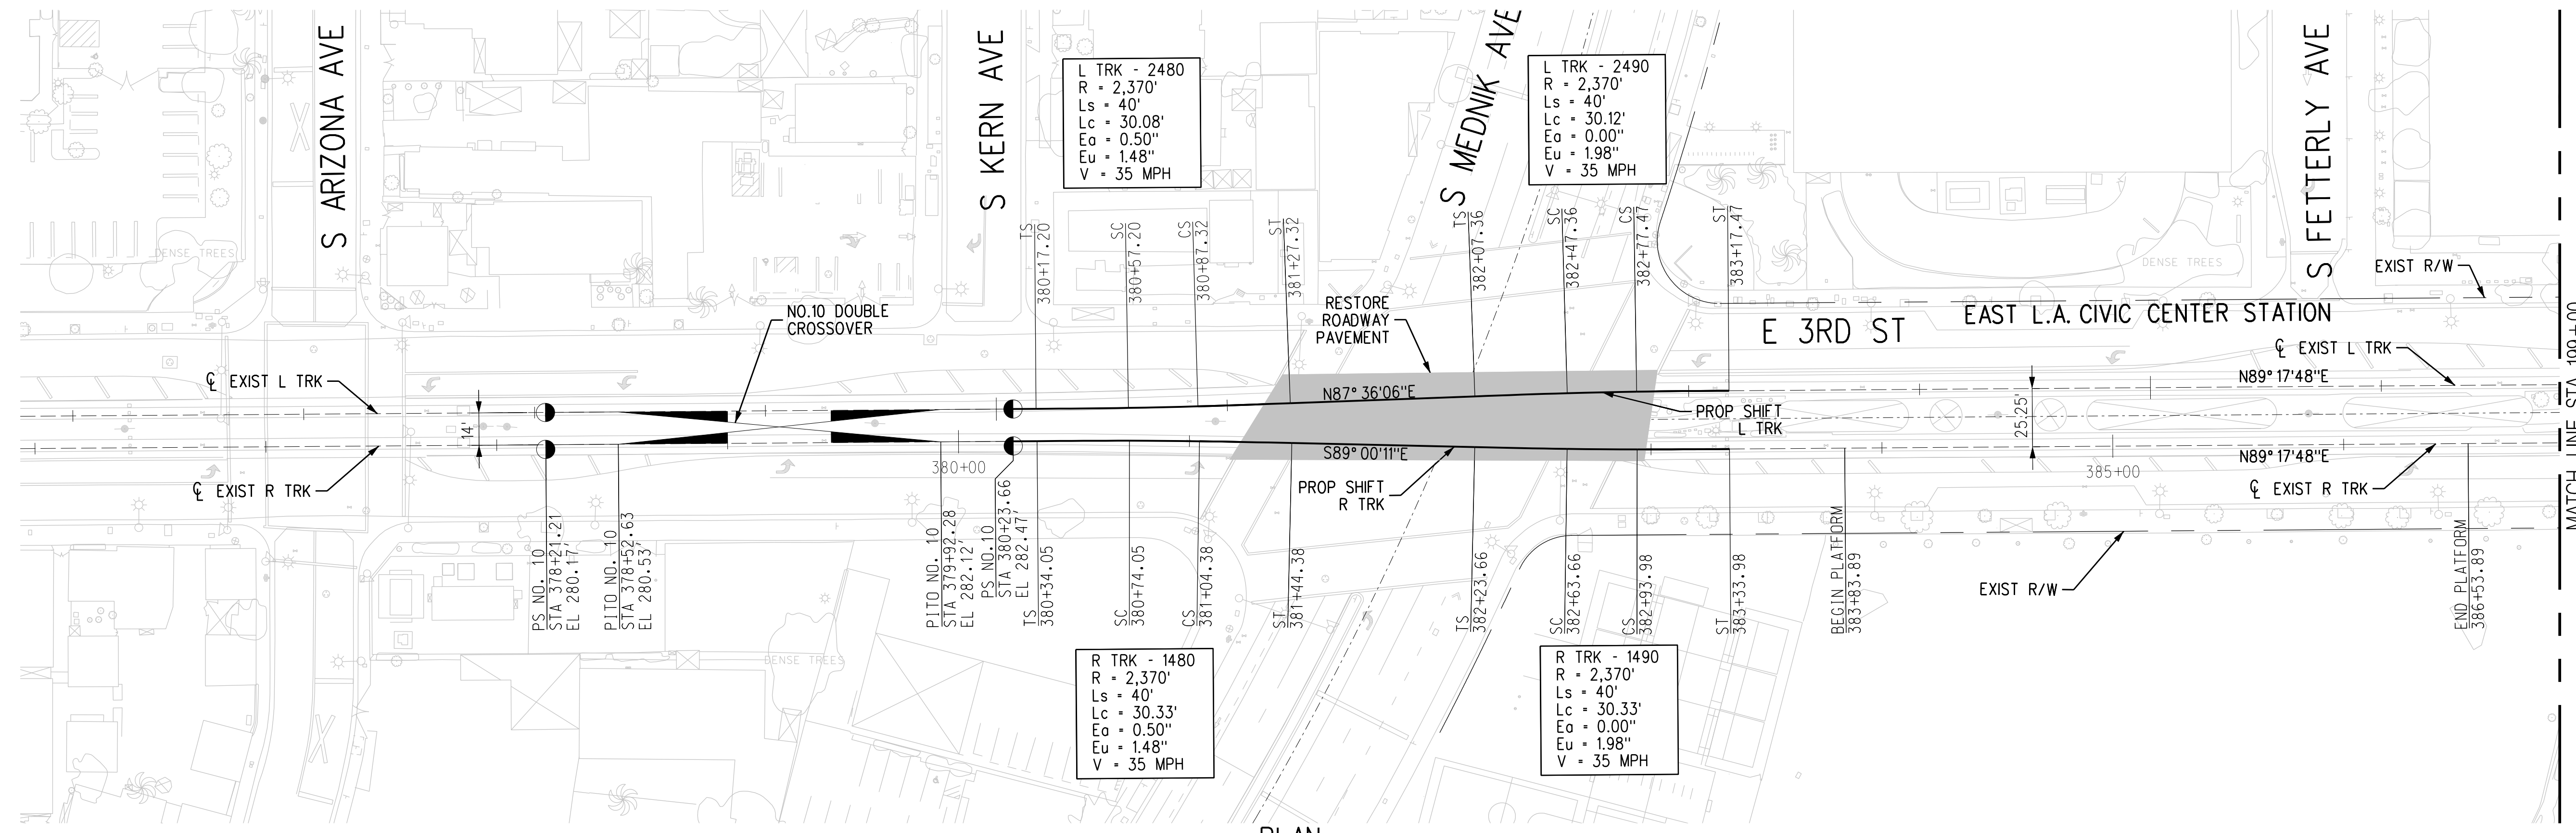 S ARIZONA AVE
S KERN AVE
S MEDNIK AVE
S FETTERLY AVE
L TRK - 2480
R = 2,370'
Ls = 40'
Lc = 30.08'
Ea = 0.50"
Eu = 1.48"
V = 35 MPH
L TRK - 2490
R = 2,370'
Ls = 40'
Lc = 30.12'
Ea = 0.00"
Eu = 1.98"
V = 35 MPH
TS
380+17.20
SC
380+57.20
CS
380+87.32
ST
381+27.32
TS
382+07.36
SC
382+47.36
CS
382+77.47
ST
383+17.47
DENSE TREES
DENSE TREES
EXIST R/W
NO.10 DOUBLE
CROSSOVER
RESTORE
ROADWAY
PAVEMENT
E 3RD ST
EAST L.A. CIVIC CENTER STATION
℄ EXIST L TRK
℄ EXIST L TRK
N89° 17'48"E
N87° 36'06"E
PROP SHIFT
L TRK
14'
25.25'
MATCH LINE STA 199+00
380+00
S89° 00'11"E
385+00
N89° 17'48"E
℄ EXIST R TRK
℄ EXIST R TRK
PROP SHIFT
R TRK
PS NO. 10
STA 378+21.21
EL 280.17'
PITO NO. 10
STA 378+52.63
EL 280.53'
PITO NO. 10
STA 379+92.28
EL 282.12'
PS NO.10
STA 380+23.66
EL 282.47'
TS
380+34.05
SC
380+74.05
CS
381+04.38
ST
381+44.38
TS
382+23.66
SC
382+63.66
CS
382+93.98
ST
383+33.98
BEGIN PLATFORM
383+83.89
END PLATFORM
386+53.89
EXIST R/W
DENSE TREES
R TRK - 1480
R = 2,370'
Ls = 40'
Lc = 30.33'
Ea = 0.50"
Eu = 1.48"
V = 35 MPH
R TRK - 1490
R = 2,370'
Ls = 40'
Lc = 30.33'
Ea = 0.00"
Eu = 1.98"
V = 35 MPH
PLAN